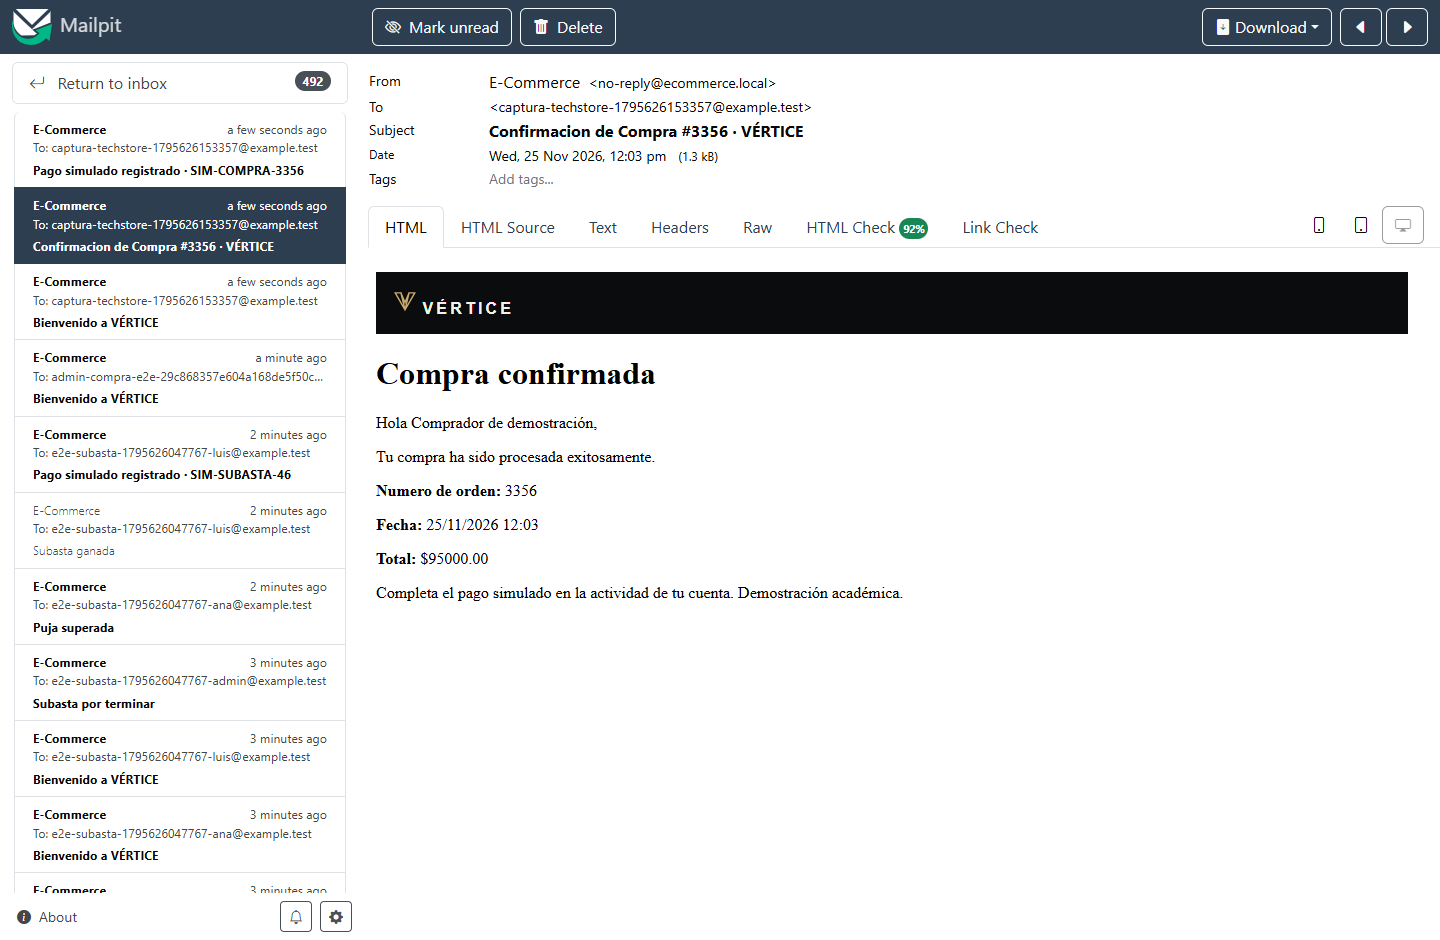 Mailpit
Mark unread
Delete
Download
Return to inbox
492
E-Commerce
a few seconds ago
To: captura-techstore-1795626153357@example.test
Pago simulado registrado · SIM-COMPRA-3356
E-Commerce
a few seconds ago
To: captura-techstore-1795626153357@example.test
Confirmacion de Compra #3356 · VÉRTICE
E-Commerce
a few seconds ago
To: captura-techstore-1795626153357@example.test
Bienvenido a VÉRTICE
E-Commerce
a minute ago
To: admin-compra-e2e-29c868357e604a168de5f50c...
Bienvenido a VÉRTICE
E-Commerce
2 minutes ago
To: e2e-subasta-1795626047767-luis@example.test
Pago simulado registrado · SIM-SUBASTA-46
E-Commerce
2 minutes ago
To: e2e-subasta-1795626047767-luis@example.test
Subasta ganada
E-Commerce
2 minutes ago
To: e2e-subasta-1795626047767-ana@example.test
Puja superada
E-Commerce
3 minutes ago
To: e2e-subasta-1795626047767-admin@example.test
Subasta por terminar
E-Commerce
3 minutes ago
To: e2e-subasta-1795626047767-luis@example.test
Bienvenido a VÉRTICE
E-Commerce
3 minutes ago
To: e2e-subasta-1795626047767-ana@example.test
Bienvenido a VÉRTICE
E-Commerce
3 minutes ago
About
From
E-Commerce <no-reply@ecommerce.local>
To
<captura-techstore-1795626153357@example.test>
Subject
Confirmacion de Compra #3356 · VÉRTICE
Date
Wed, 25 Nov 2026, 12:03 pm (1.3 kB)
Tags
Add tags...
HTML
HTML Source
Text
Headers
Raw
HTML Check 92%
Link Check
VÉRTICE
Compra confirmada
Hola Comprador de demostración,
Tu compra ha sido procesada exitosamente.
Numero de orden: 3356
Fecha: 25/11/2026 12:03
Total: $95000.00
Completa el pago simulado en la actividad de tu cuenta. Demostración académica.